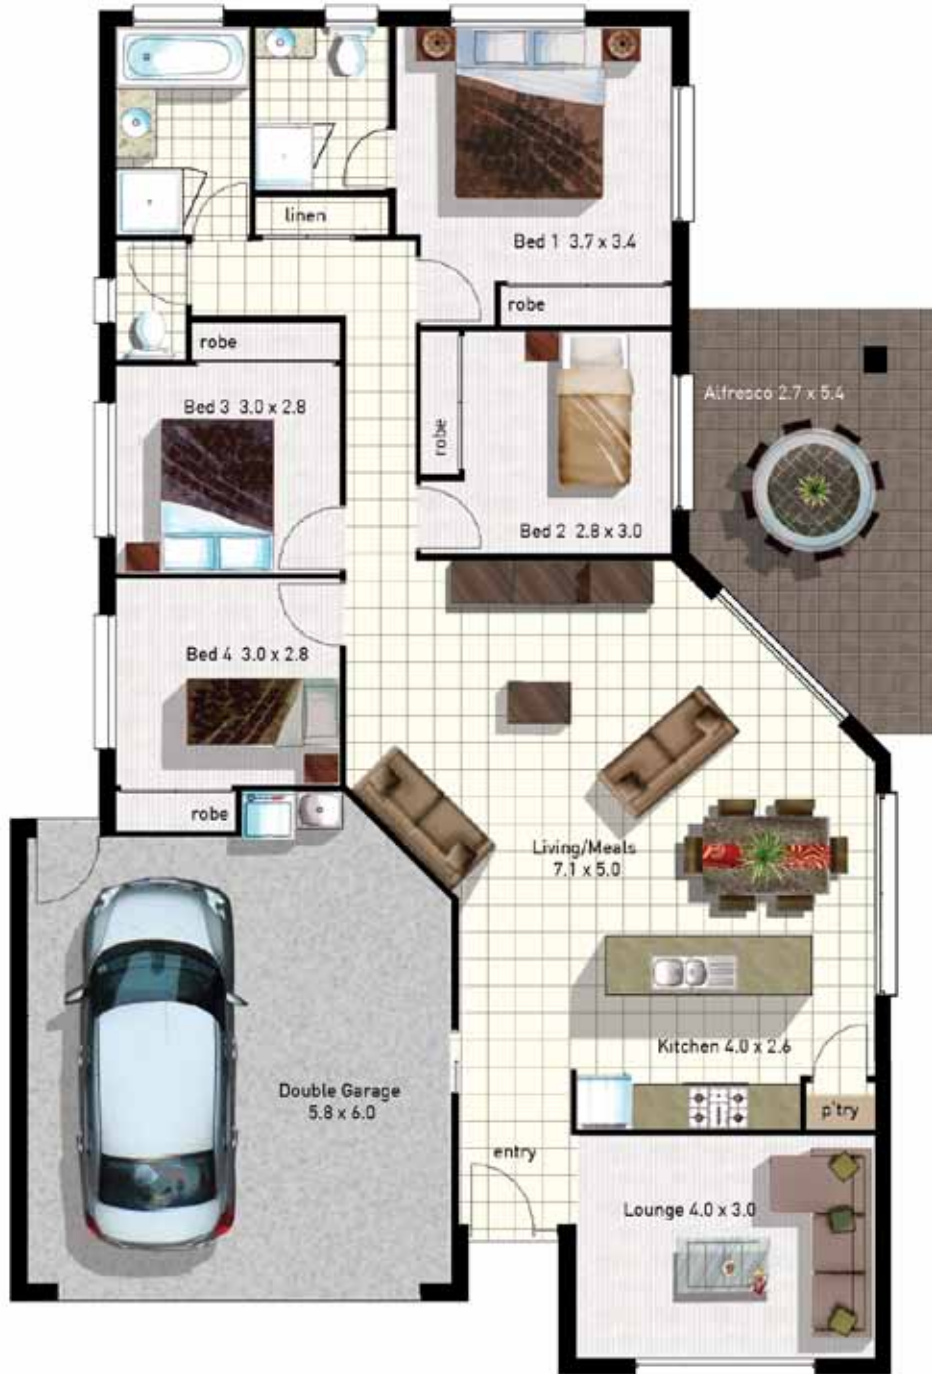 linen
Bed 1 3.7 x 3.4
robe
robe
Bed 3 3.0 x 2.8
Alfresco 2.7 x 5.4
robe
Bed 2 2.8 x 3.0
Bed 4 3.0 x 2.8
robe
Living/Meals
7.1 x 5.0
Kitchen 4.0 x 2.6
Double Garage
5.8 x 6.0
p'try
entry
Lounge 4.0 x 3.0